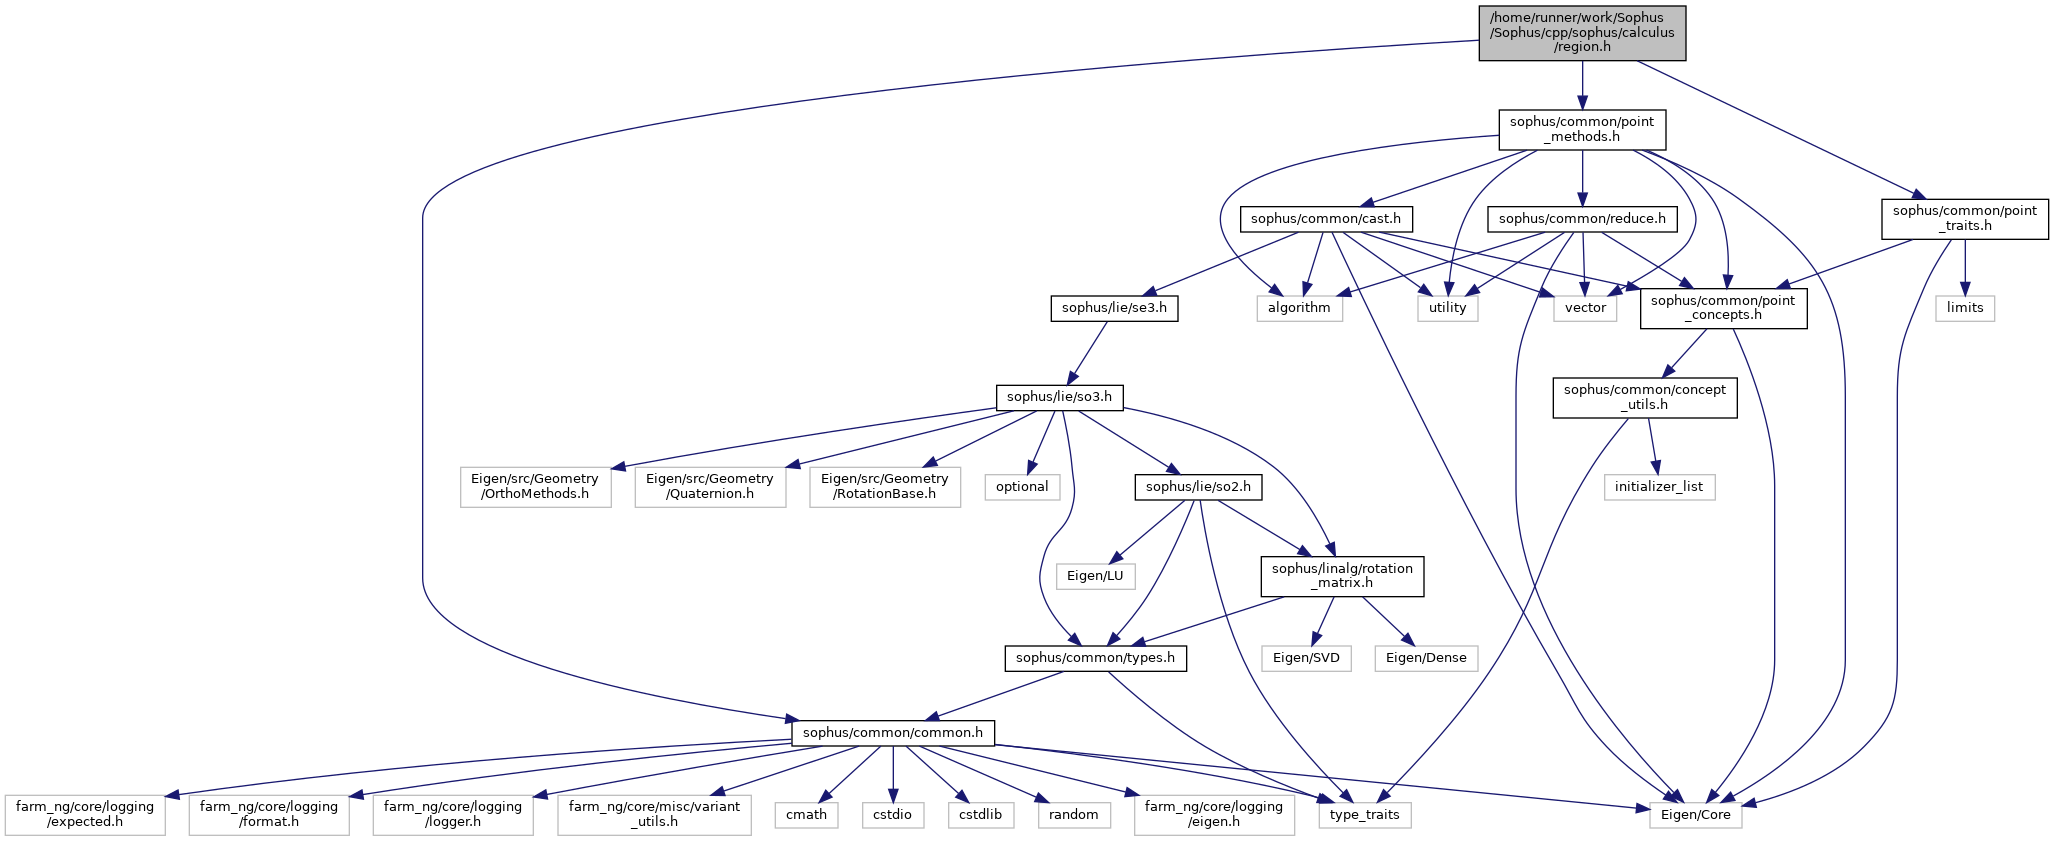 /home/runner/work/Sophus
/Sophus/cpp/sophus/calculus
/region.h
sophus/common/point
_methods.h
sophus/common/cast.h
sophus/common/reduce.h
sophus/common/point
_traits.h
sophus/lie/se3.h
algorithm
utility
vector
sophus/common/point
_concepts.h
limits
sophus/lie/so3.h
sophus/common/concept
_utils.h
Eigen/src/Geometry
/OrthoMethods.h
Eigen/src/Geometry
/Quaternion.h
Eigen/src/Geometry
/RotationBase.h
optional
sophus/lie/so2.h
initializer_list
Eigen/LU
sophus/linalg/rotation
_matrix.h
sophus/common/types.h
Eigen/SVD
Eigen/Dense
sophus/common/common.h
farm_ng/core/logging
/expected.h
farm_ng/core/logging
/format.h
farm_ng/core/logging
/logger.h
farm_ng/core/misc/variant
_utils.h
cmath
cstdio
cstdlib
random
farm_ng/core/logging
/eigen.h
type_traits
Eigen/Core